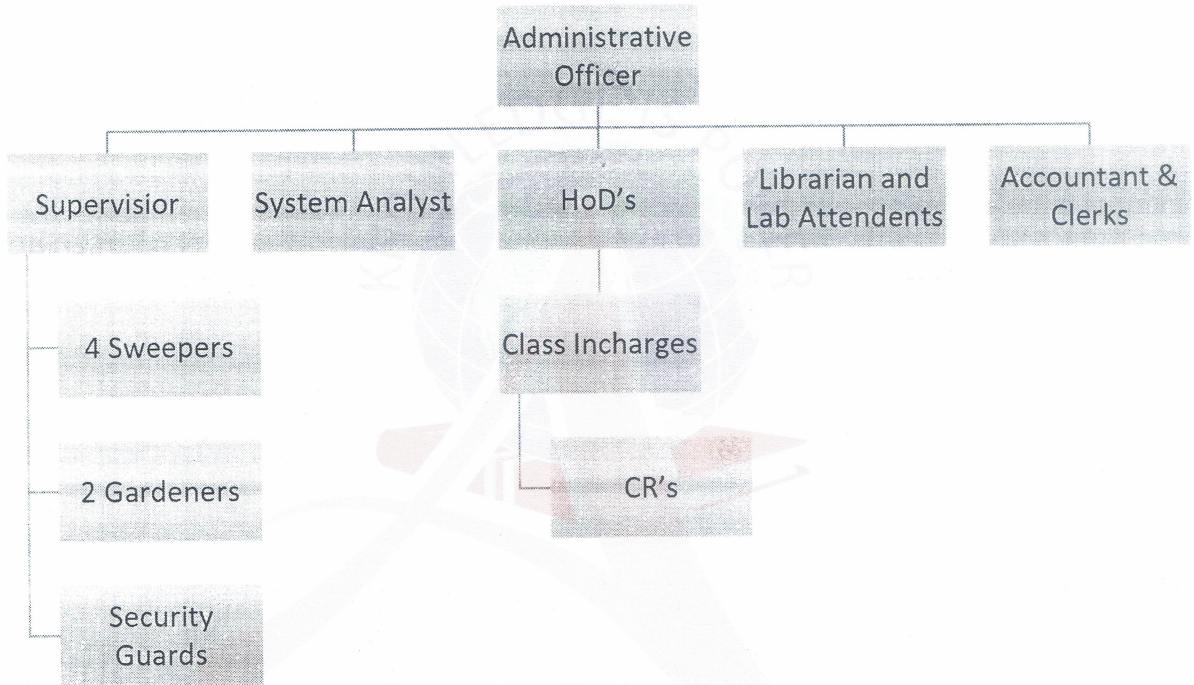 Administrative
Officer
Supervisior
System Analyst
HoD's
Librarian and
Lab Attendents
Accountant &
Clerks
4 Sweepers
Class Incharges
2 Gardeners
CR's
Security
Guards